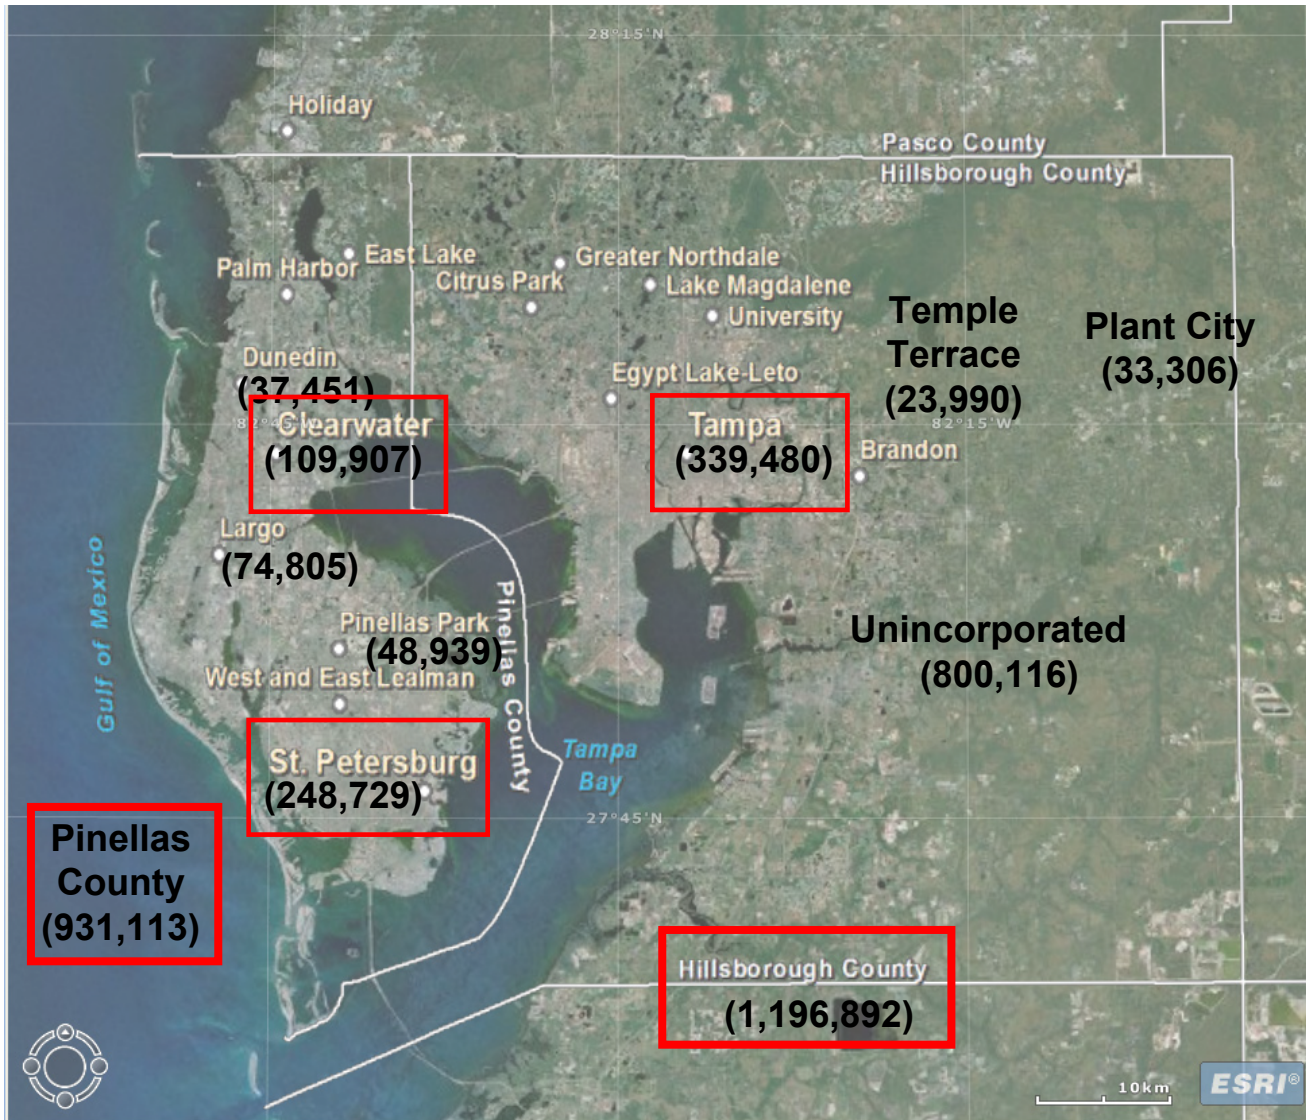 28°15'N
Holiday
Pasco County
Hillsborough County
East Lake
Palm Harbor
Greater Northdale
Citrus Park
Lake Magdalene
University
Temple
Terrace
(23,990)
Plant City
(33,306)
Dunedin
(37,451)
Egypt Lake-Leto
82°45'W
Clearwater
(109,907)
Tampa
(339,480)
82°15'W
Brandon
Largo
(74,805)
Gulf of Mexico
Pinellas County
Pinellas Park
(48,939)
West and East Lealman
Unincorporated
(800,116)
St. Petersburg
(248,729)
Tampa
Bay
27°45'N
Pinellas
County
(931,113)
Hillsborough County
(1,196,892)
10km
ESRI®